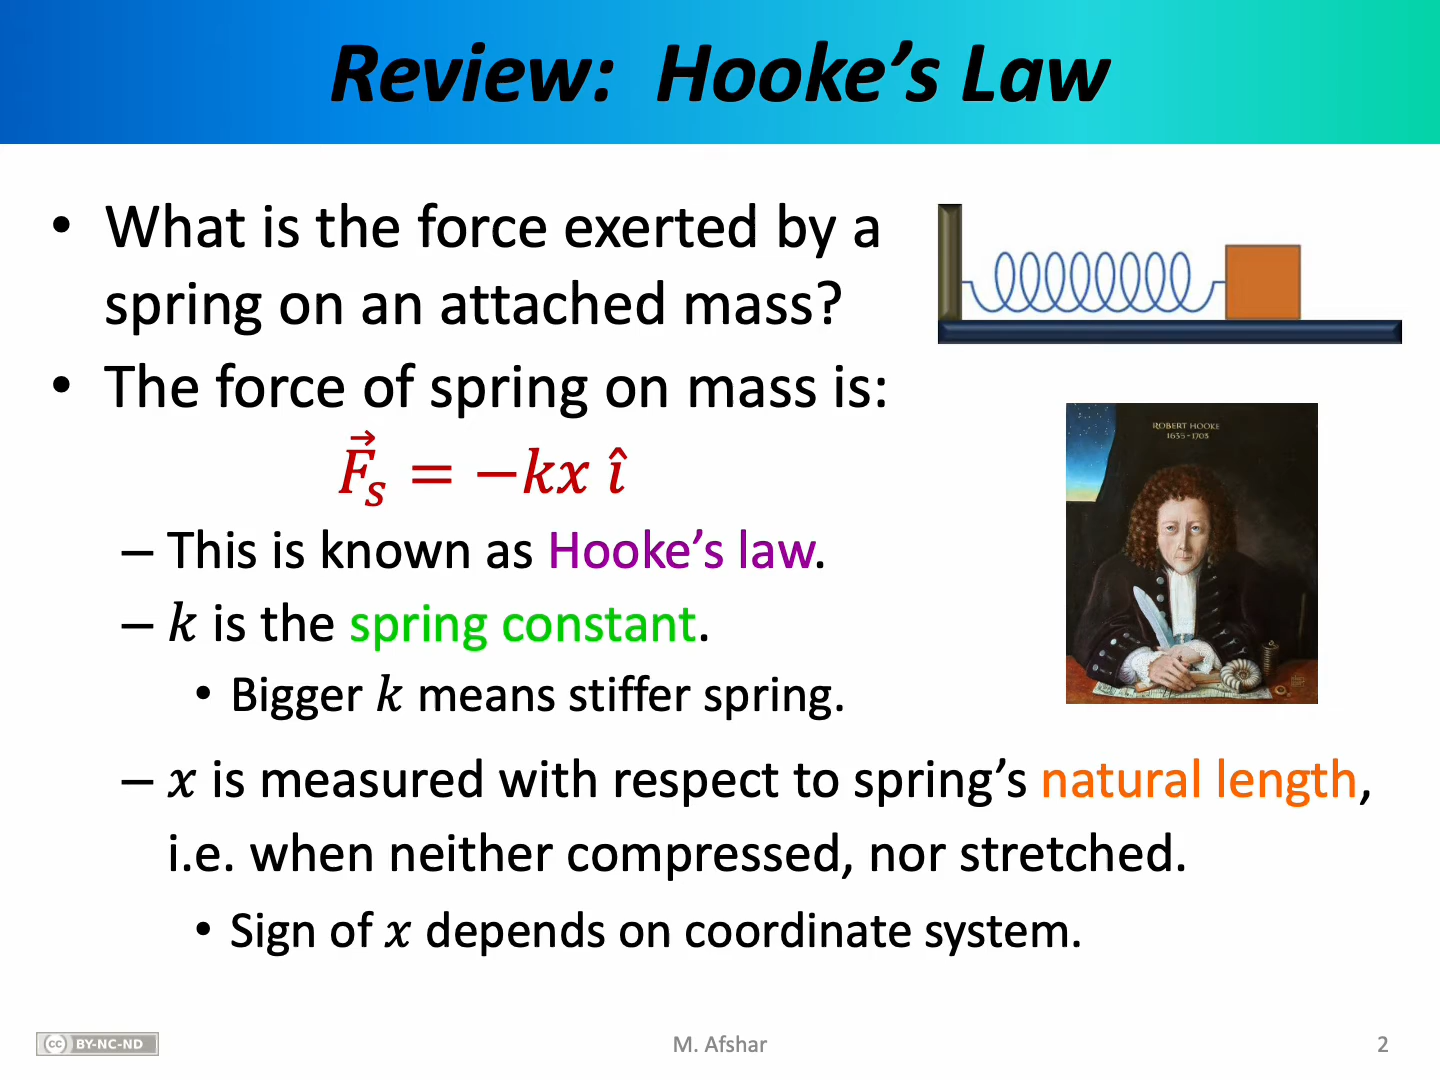 Review: Hooke’s Law
• What is the force exerted by a
spring on an attached mass?
• The force of spring on mass is:
F⃗ₛ = −kx î
– This is known as Hooke’s law.
– k is the spring constant.
• Bigger k means stiffer spring.
– x is measured with respect to spring’s natural length,
i.e. when neither compressed, nor stretched.
• Sign of x depends on coordinate system.
ROBERT HOOKE
1635-1703
cc BY-NC-ND
M. Afshar
2